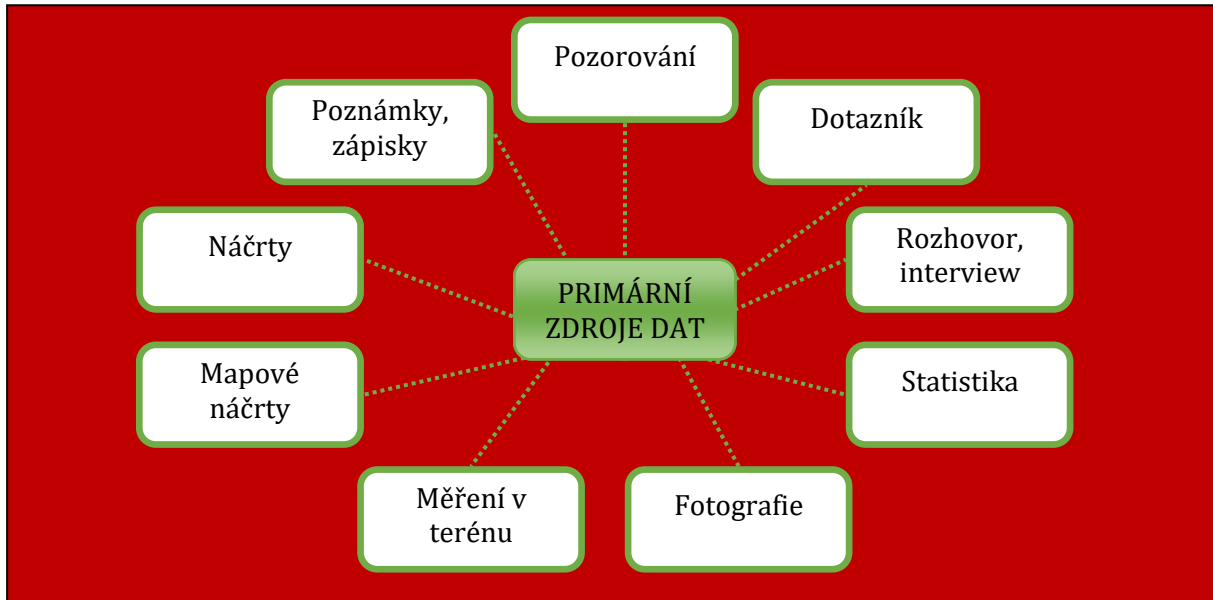 Pozorování
Poznámky,
zápisky
Dotazník
Náčrty
Rozhovor,
interview
PRIMÁRNÍ
ZDROJE DAT
Mapové
náčrty
Statistika
Měření v
terénu
Fotografie